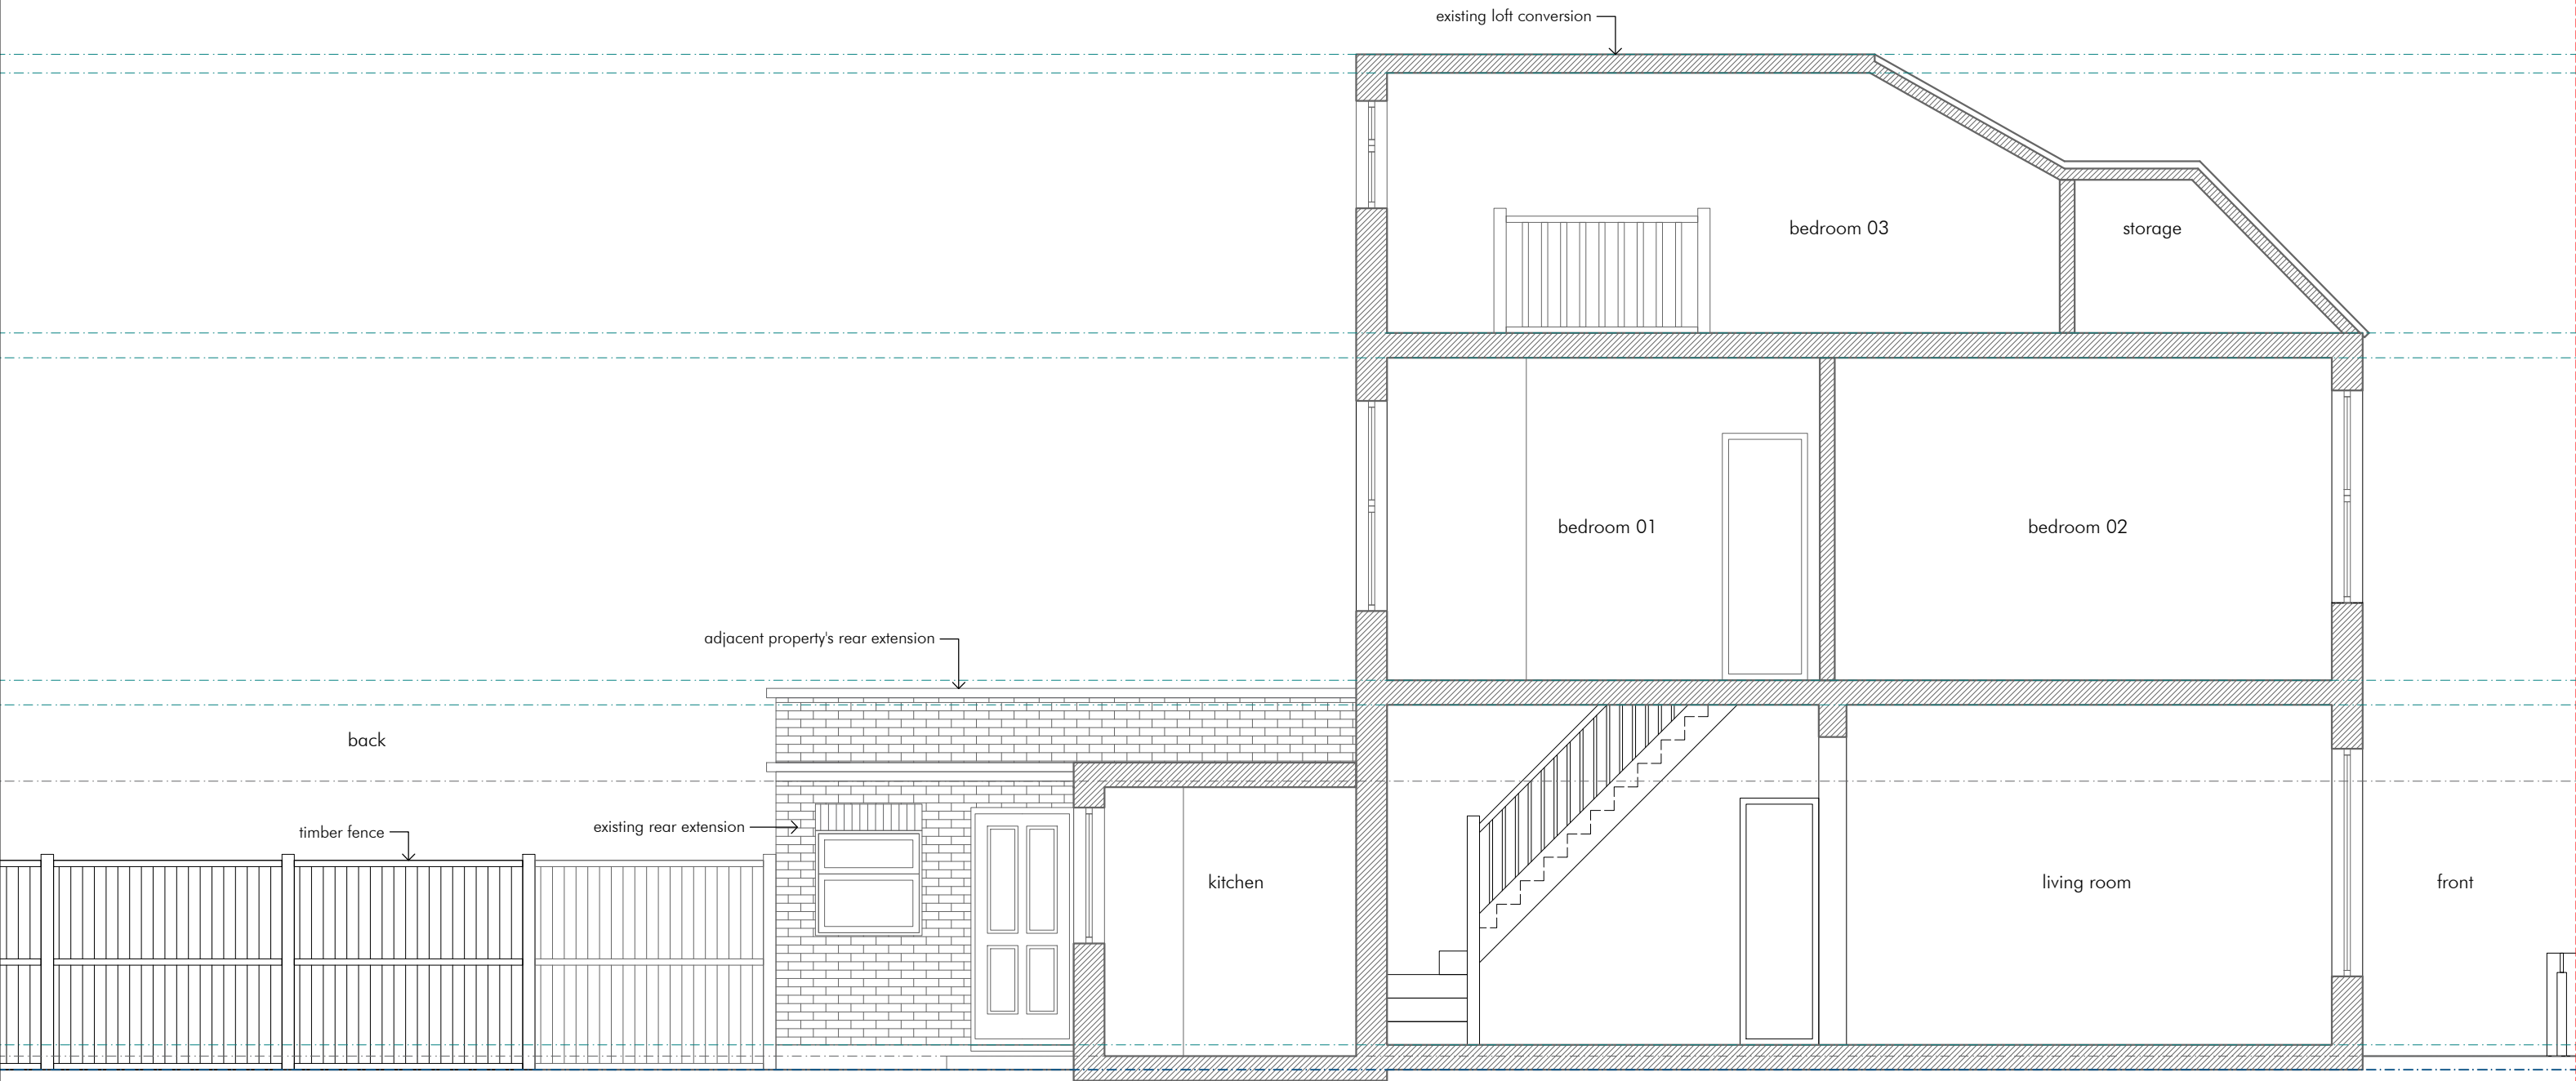 existing loft conversion
bedroom 03
storage
bedroom 01
bedroom 02
adjacent property's rear extension
back
timber fence
existing rear extension
kitchen
living room
front